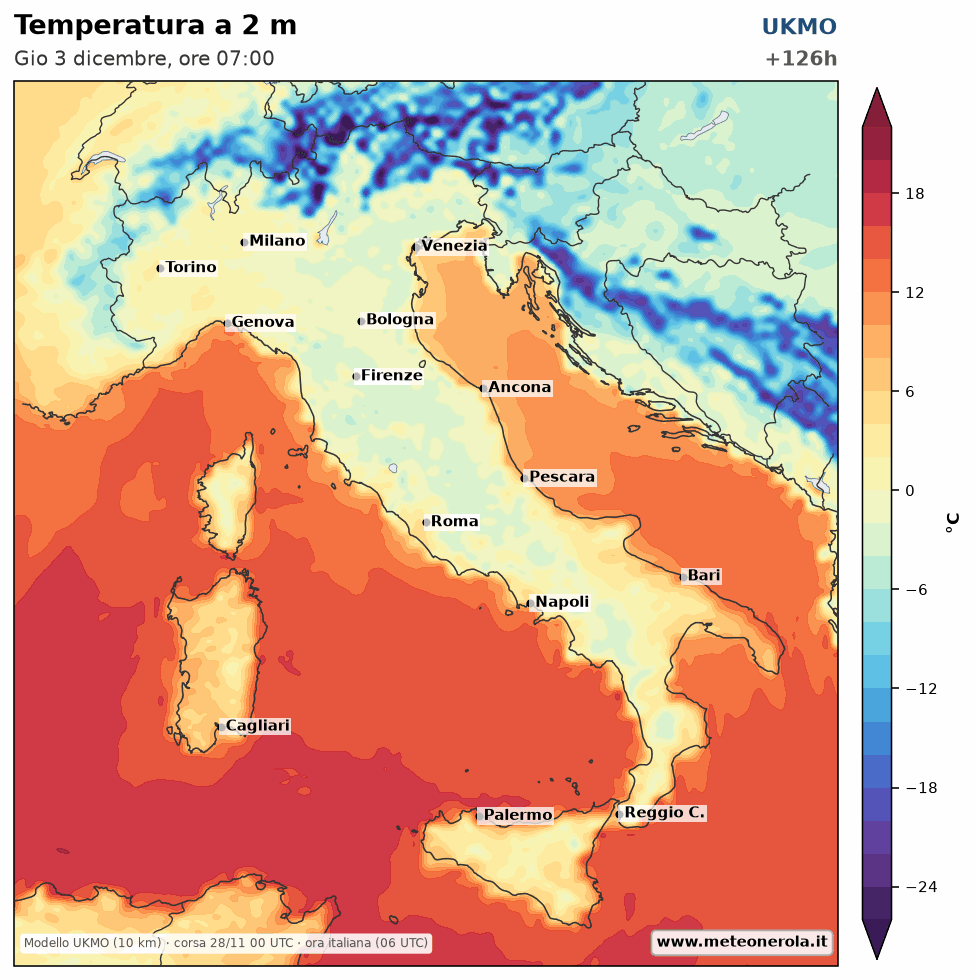 Temperatura a 2 m
UKMO
Gio 3 dicembre, ore 07:00
+126h
Milano
Venezia
Torino
Genova
Bologna
Firenze
Ancona
Pescara
Roma
Bari
Napoli
Cagliari
Palermo
Reggio C.
18
12
6
0
−6
−12
−18
−24
°C
Modello UKMO (10 km) · corsa 28/11 00 UTC · ora italiana (06 UTC)
www.meteonerola.it